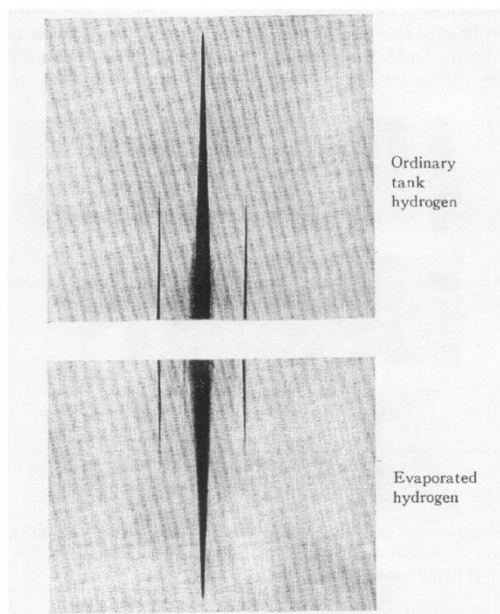 Ordinary
tank
hydrogen
Evaporated
hydrogen